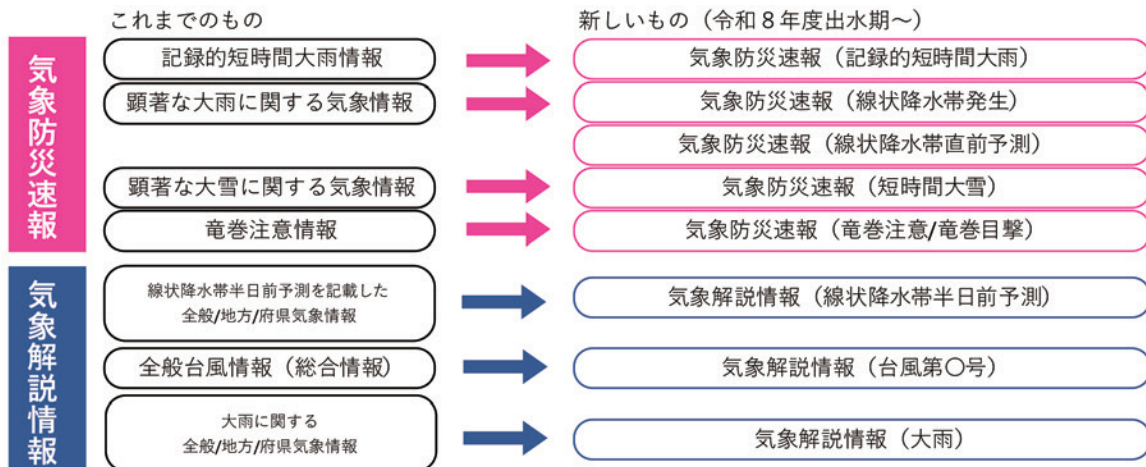 これまでのもの
新しいもの（令和８年度出水期～）
気象防災速報
記録的短時間大雨情報
気象防災速報（記録的短時間大雨）
顕著な大雨に関する気象情報
気象防災速報（線状降水帯発生）
気象防災速報（線状降水帯直前予測）
顕著な大雪に関する気象情報
気象防災速報（短時間大雪）
竜巻注意情報
気象防災速報（竜巻注意/竜巻目撃）
気象解説情報
線状降水帯半日前予測を記載した
全般/地方/府県気象情報
気象解説情報（線状降水帯半日前予測）
全般台風情報（総合情報）
気象解説情報（台風第〇号）
大雨に関する
全般/地方/府県気象情報
気象解説情報（大雨）